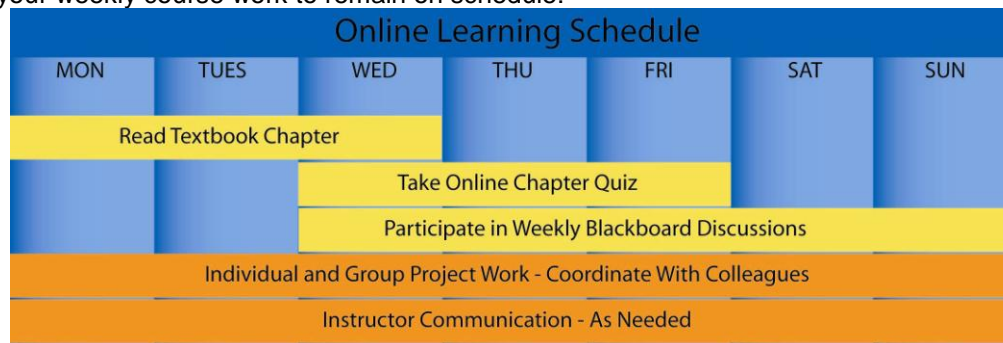 your weekly course work to remain on schedule.
Online Learning Schedule
MON TUES WED THU FRI SAT SUN
Read Textbook Chapter
Take Online Chapter Quiz
Participate in Weekly Blackboard Discussions
Individual and Group Project Work - Coordinate With Colleagues
Instructor Communication - As Needed